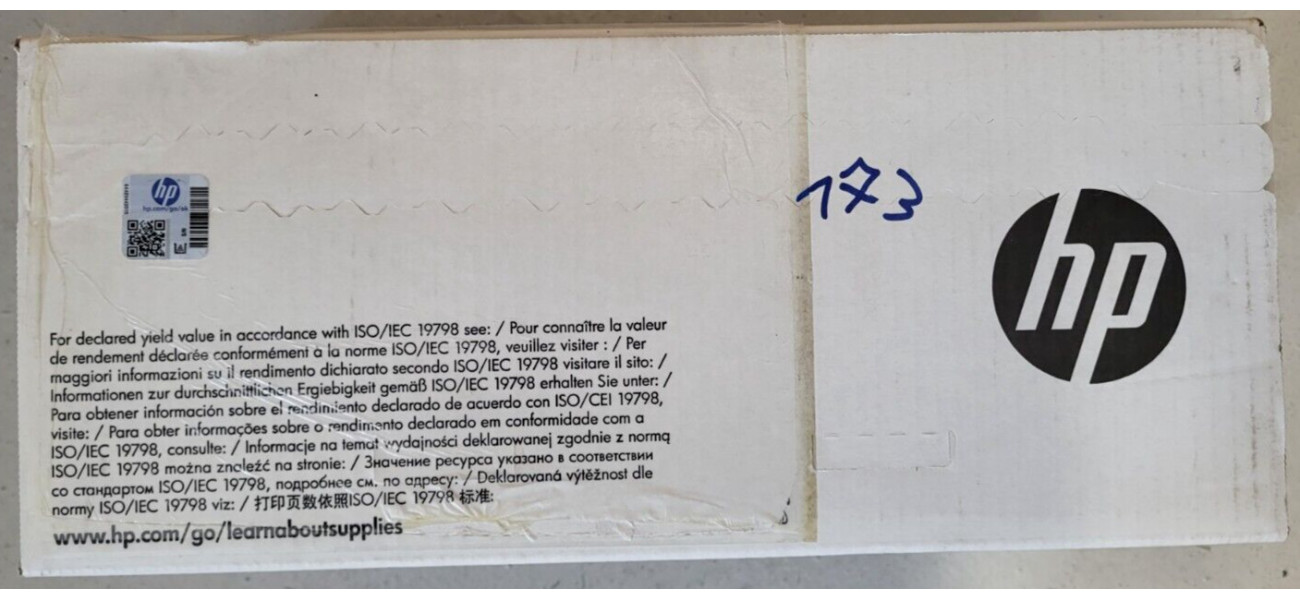 hp
hp.com/go/ok
173
hp
For declared yield value in accordance with ISO/IEC 19798 see: / Pour connaître la valeur
de rendement déclarée conformément à la norme ISO/IEC 19798, veuillez visiter : / Per
maggiori informazioni su il rendimento dichiarato secondo ISO/IEC 19798 visitare il sito: /
Informationen zur durchschnittlichen Ergiebigkeit gemäß ISO/IEC 19798 erhalten Sie unter: /
Para obtener información sobre el rendimiento declarado de acuerdo con ISO/CEI 19798,
visite: / Para obter informações sobre o rendimento declarado em conformidade com a
ISO/IEC 19798, consulte: / Informacje na temat wydajności deklarowanej zgodnie z normą
ISO/IEC 19798 można znaleźć na stronie: / Значение ресурса указано в соответствии
со стандартом ISO/IEC 19798, подробнее см. по адресу: / Deklarovaná výtěžnost dle
normy ISO/IEC 19798 viz: / 打印页数依照ISO/IEC 19798 标准:
www.hp.com/go/learnaboutsupplies